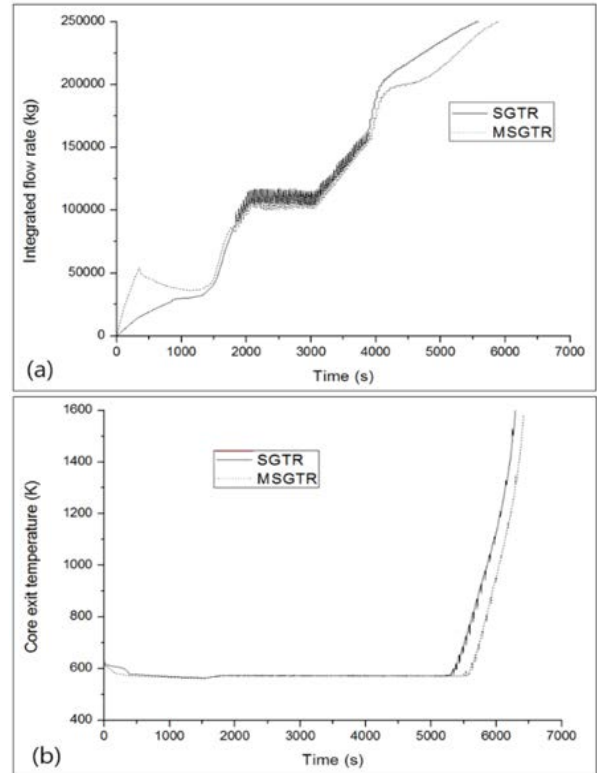 250000
200000
150000
100000
50000
0
Integrated flow rate (kg)
SGTR
MSGTR
0 1000 2000 3000 4000 5000 6000 7000
Time (s)
(a)
1600
1400
1200
1000
800
600
400
Core exit temperature (K)
SGTR
MSGTR
0 1000 2000 3000 4000 5000 6000 7000
Time (s)
(b)